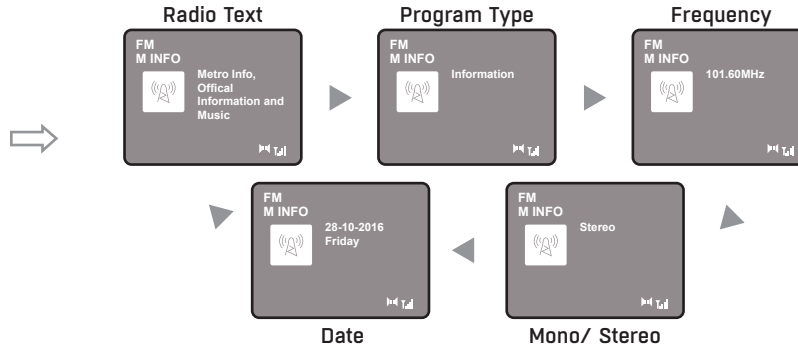 Radio Text
FM
M INFO
Metro Info,
Offical
Information and
Music
Program Type
FM
M INFO
Information
Frequency
FM
M INFO
101.60MHz
FM
M INFO
28-10-2016
Friday
Date
FM
M INFO
Stereo
Mono/ Stereo